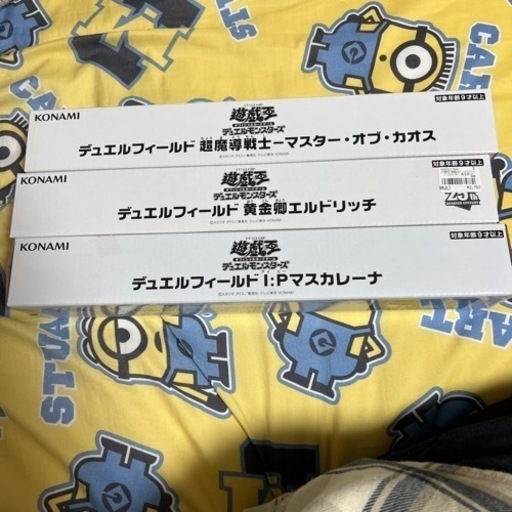 KONAMI
遊戯王
デュエルモンスターズ
対象年齢9才以上
デュエルフィールド 超魔導戦士-マスター・オブ・カオス
KONAMI
遊戯王
デュエルモンスターズ
デュエルフィールド 黄金卿エルドリッチ
KONAMI
遊戯王
デュエルモンスターズ
対象年齢9才以上
デュエルフィールド I:Pマスカレーナ
STUART
CART